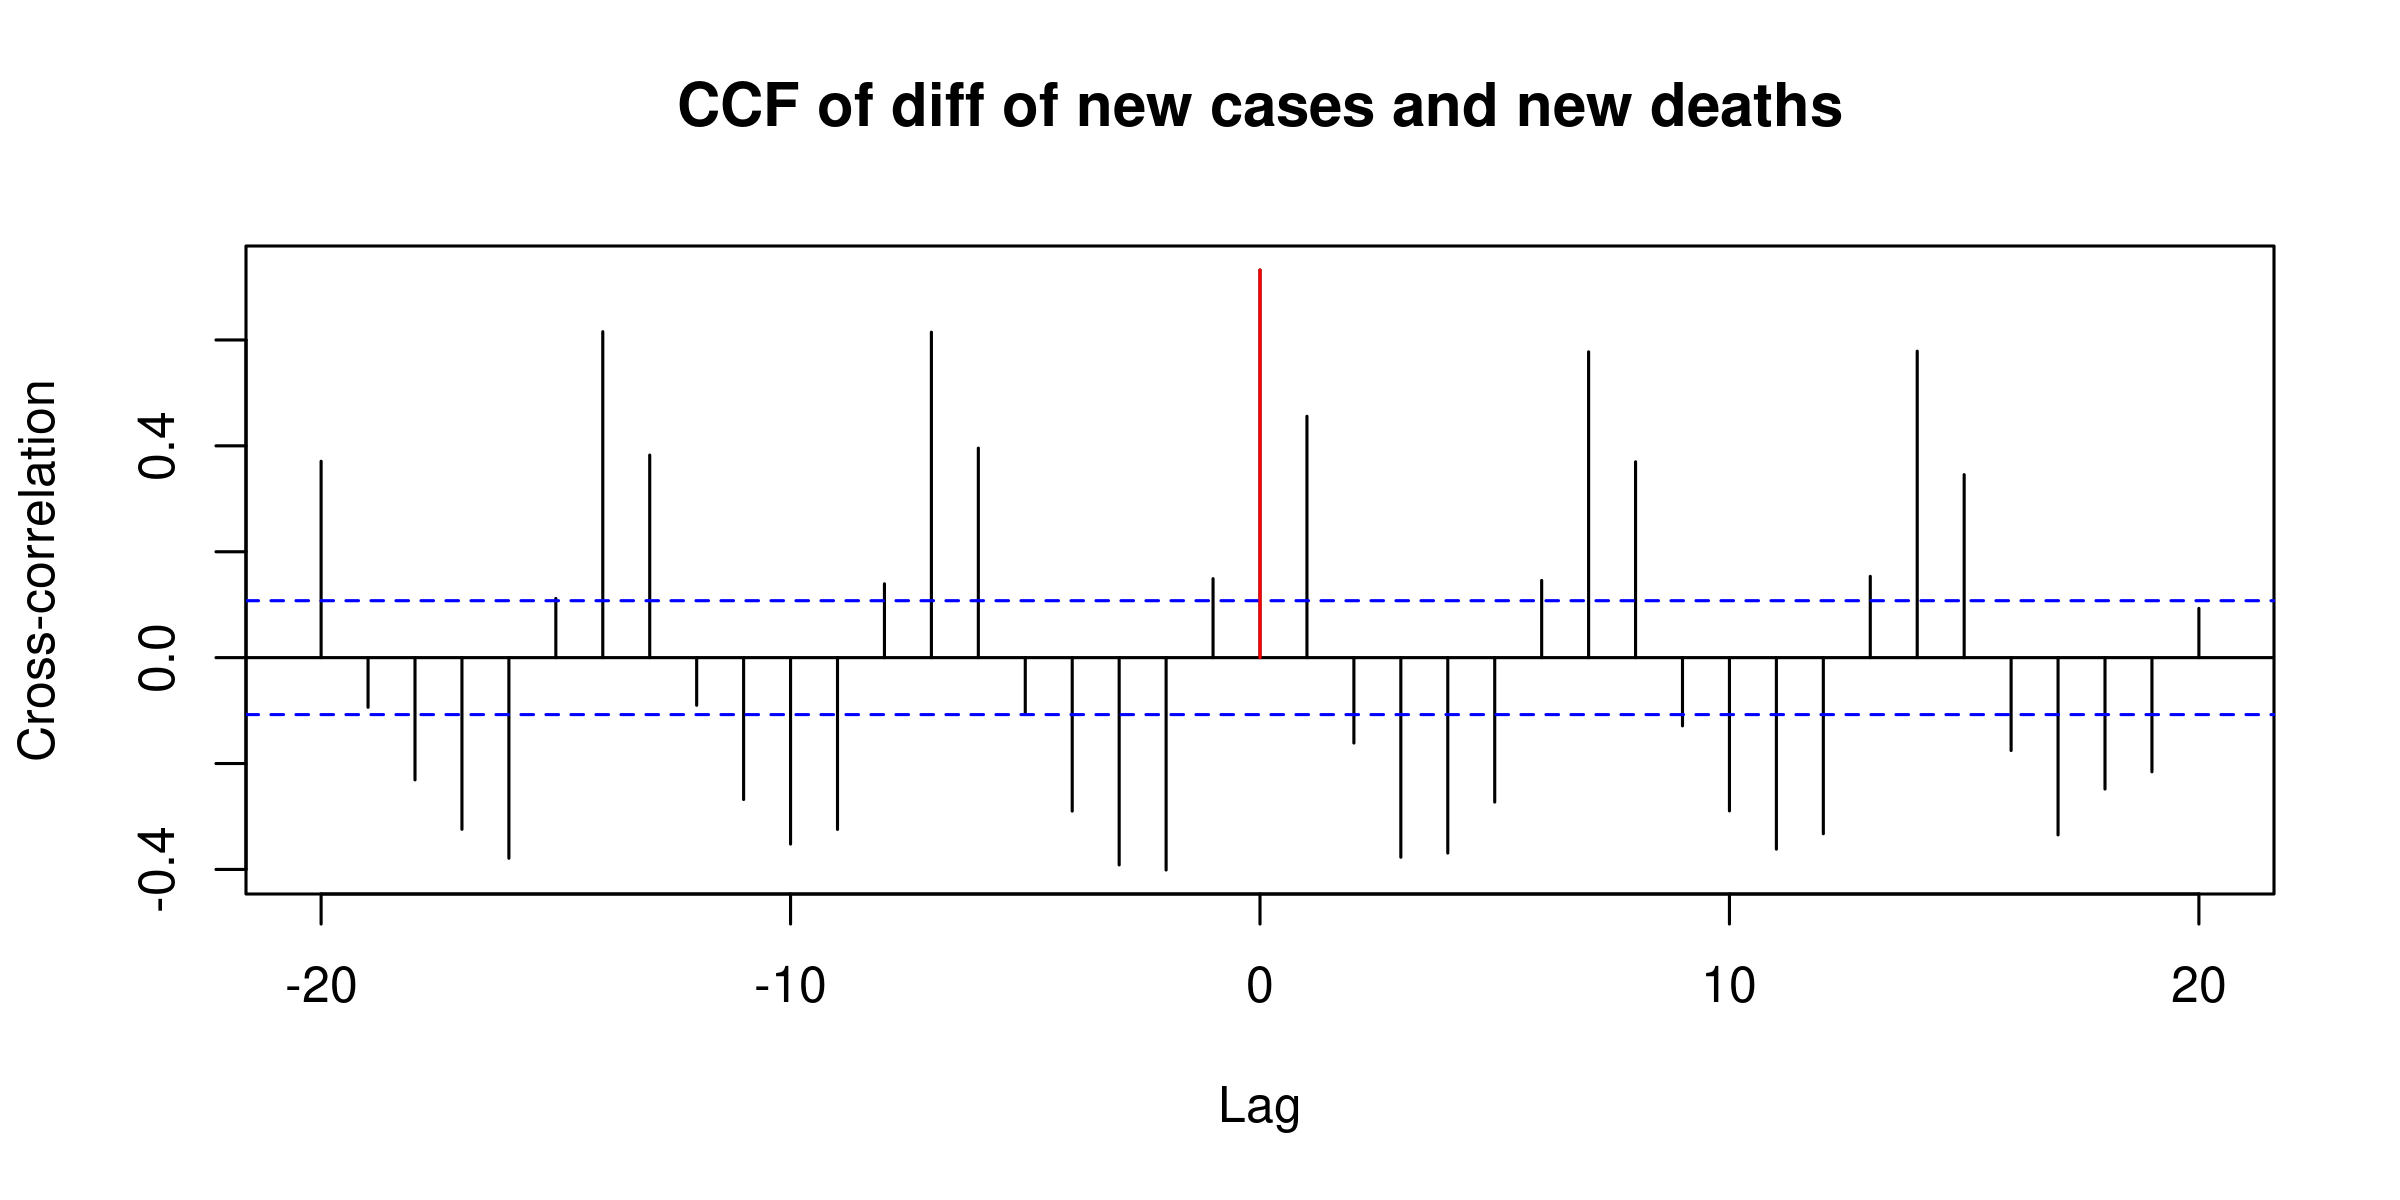 CCF of diff of new cases and new deaths
Cross-correlation
0.4
0.0
-0.4
-20 -10 0 10 20
Lag